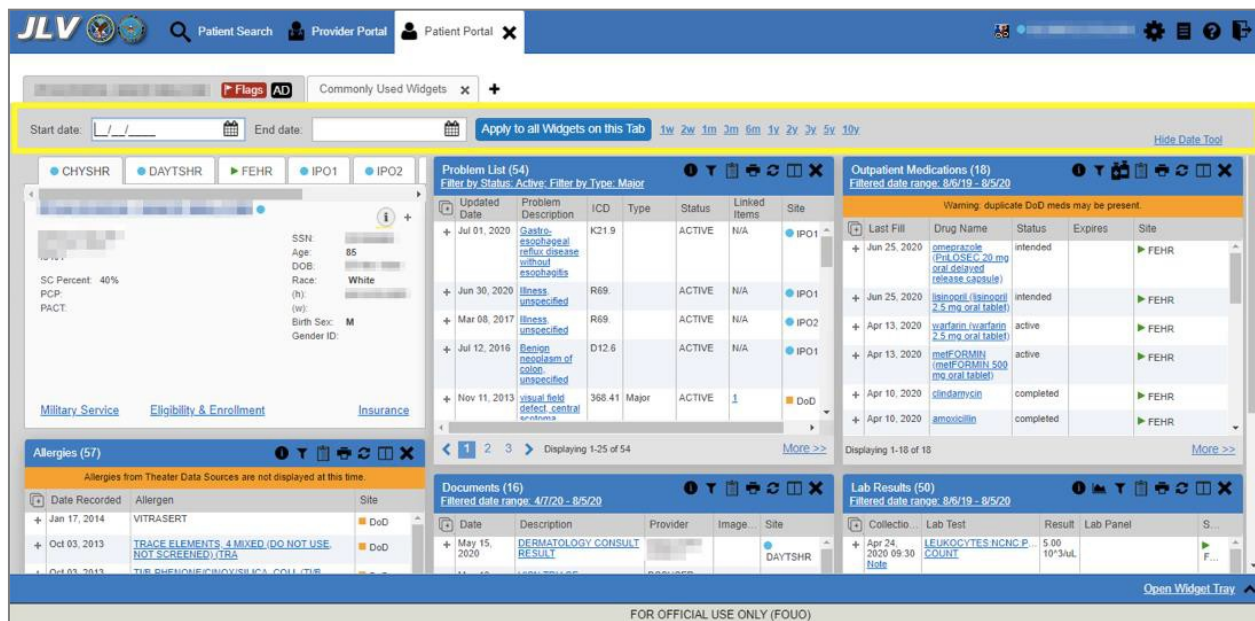 JLV Patient Search Provider Portal Patient Portal
Flags AD Commonly Used Widgets
Start date: __/__/____ End date: Apply to all Widgets on this Tab 1w 2w 1m 3m 6m 1y 2y 3y 5y 10y
Hide Date Tool
CHYSHR DAYTSHR FEHR IPO1 IPO2
SSN:
Age: 85
DOB:
SC Percent: 40% Race: White
PCP: (h):
PACT: (w):
Birth Sex: M
Gender ID:
Military Service Eligibility & Enrollment Insurance
Allergies (57)
Allergies from Theater Data Sources are not displayed at this time.
Date Recorded Allergen Site
Jan 17, 2014 VITRASERT DoD
Oct 03, 2013 TRACE ELEMENTS, 4 MIXED (DO NOT USE, DoD
NOT SCREENED) (TRA
Problem List (54)
Filter by Status: Active; Filter by Type: Major
Updated Date Problem Description ICD Type Status Linked Items Site
Jul 01, 2020 Gastro- K21.9 ACTIVE N/A IPO1
esophageal
reflux disease
without
esophagitis
Jun 30, 2020 Illness, R69. ACTIVE N/A IPO1
unspecified
Mar 08, 2017 Illness, R69. ACTIVE N/A IPO2
unspecified
Jul 12, 2016 Benign D12.6 ACTIVE N/A IPO1
neoplasm of
colon,
unspecified
Nov 11, 2013 visual field 368.41 Major ACTIVE 1 DoD
defect, central
scotoma
1 2 3 Displaying 1-25 of 54 More >>
Outpatient Medications (18)
Filtered date range: 8/6/19 - 8/5/20
Warning: duplicate DoD meds may be present.
Last Fill Drug Name Status Expires Site
Jun 25, 2020 omeprazole intended FEHR
(PriLOSEC 20 mg
oral delayed
release capsule)
Jun 25, 2020 lisinopril (lisinopril intended FEHR
2.5 mg oral tablet)
Apr 13, 2020 warfarin (warfarin active FEHR
2.5 mg oral tablet)
Apr 13, 2020 metFORMIN active FEHR
(metFORMIN 500
mg oral tablet)
Apr 10, 2020 clindamycin completed FEHR
Apr 10, 2020 amoxicillin completed FEHR
Displaying 1-18 of 18 More >>
Documents (16)
Filtered date range: 4/7/20 - 8/5/20
Date Description Provider Image... Site
May 15, DERMATOLOGY CONSULT
2020 RESULT DAYTSHR
Lab Results (50)
Filtered date range: 8/6/19 - 8/5/20
Collectio... Lab Test Result Lab Panel S...
Apr 24, LEUKOCYTES NCNC P... 5.00
2020 09:30 COUNT 10^3/uL F...
Note
Open Widget Tray
FOR OFFICIAL USE ONLY (FOUO)